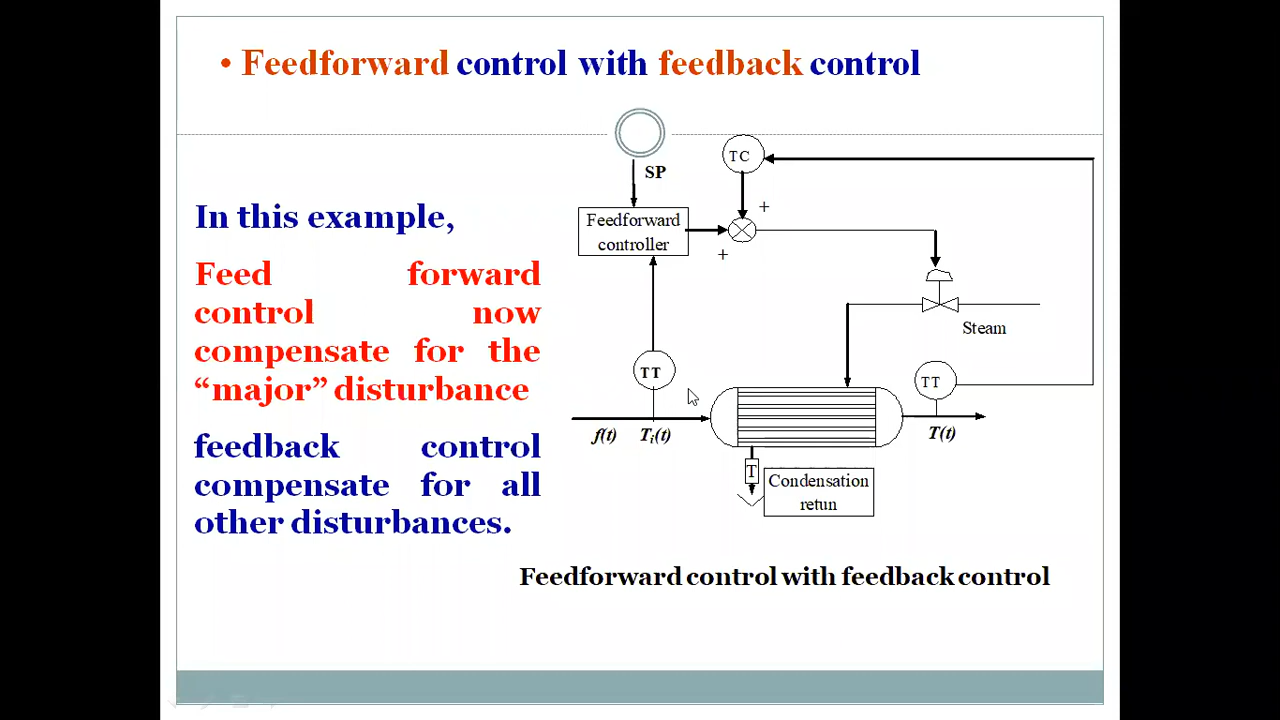 • Feedforward control with feedback control
In this example,
Feed forward
control now
compensate for the
“major” disturbance
feedback control
compensate for all
other disturbances.
SP
TC
+
Feedforward
controller
+
Steam
TT
TT
f(t)
Ti(t)
T(t)
T
Condensation
retun
Feedforward control with feedback control